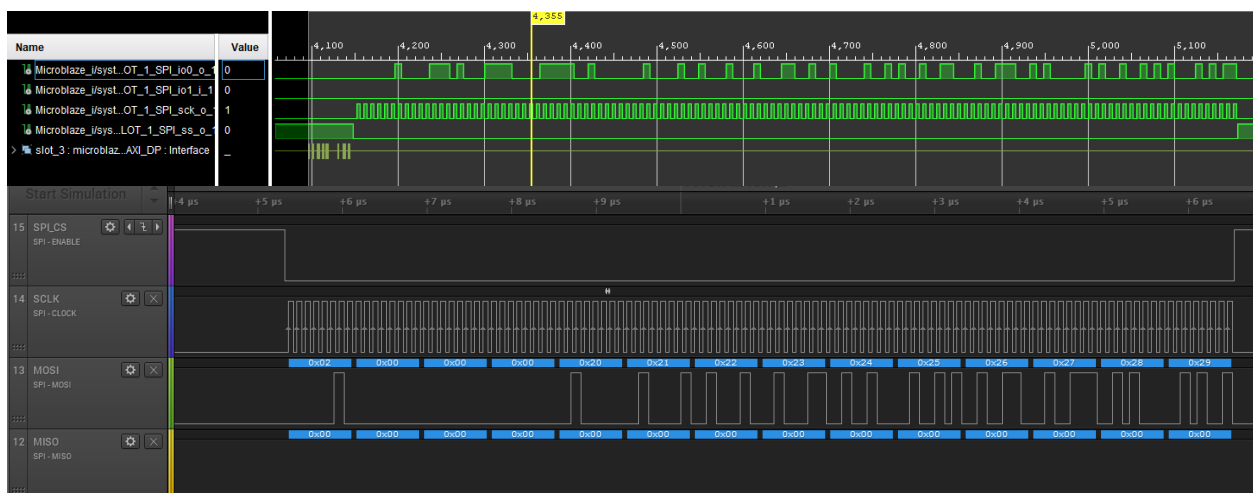 4,355
Name Value
4,100 4,200 4,300 4,400 4,500 4,600 4,700 4,800 4,900 5,000 5,100
Microblaze_i/syst...OT_1_SPI_io0_o_1 0
Microblaze_i/syst...OT_1_SPI_io1_i_1 0
Microblaze_i/syst...OT_1_SPI_sck_o_1 1
Microblaze_i/sys...LOT_1_SPI_ss_o_1 0
slot_3 : microblaz...AXI_DP : Interface _
Start Simulation
+4 µs +5 µs +6 µs +7 µs +8 µs +9 µs +1 µs +2 µs +3 µs +4 µs +5 µs +6 µs
15 SPI_CS
SPI - ENABLE
14 SCLK
SPI - CLOCK
13 MOSI
SPI - MOSI
0x02 0x00 0x00 0x00 0x20 0x21 0x22 0x23 0x24 0x25 0x26 0x27 0x28 0x29
12 MISO
SPI - MISO
0x00 0x00 0x00 0x00 0x00 0x00 0x00 0x00 0x00 0x00 0x00 0x00 0x00 0x00